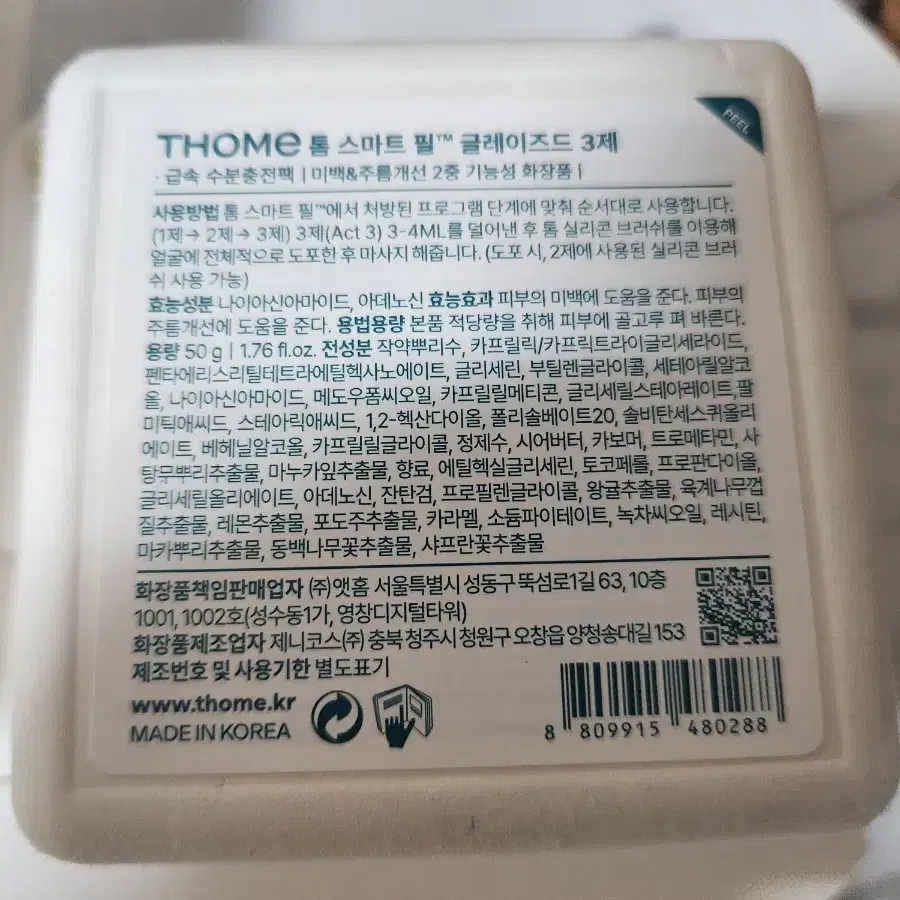 PEEL
THOME 톰 스마트 필™ 글레이즈드 3제
· 급속 수분충전팩 | 미백&주름개선 2중 기능성 화장품 |
사용방법 톰 스마트 필™에서 처방된 프로그램 단계에 맞춰 순서대로 사용합니다.
(1제→ 2제→ 3제) 3제(Act 3) 3-4ML를 덜어낸 후 톰 실리콘 브러쉬를 이용해
얼굴에 전체적으로 도포한 후 마사지 해줍니다. (도포 시, 2제에 사용된 실리콘 브러
쉬 사용 가능)
효능성분 나이아신아마이드, 아데노신 효능효과 피부의 미백에 도움을 준다. 피부의
주름개선에 도움을 준다. 용법용량 본품 적당량을 취해 피부에 골고루 펴 바른다.
용량 50 g | 1.76 fl.oz. 전성분 작약뿌리수, 카프릴릭/카프릭트라이글리세라이드,
펜타에리스리틸테트라에틸헥사노에이트, 글리세린, 부틸렌글라이콜, 세테아릴알코
올, 나이아신아마이드, 메도우폼씨오일, 카프릴릴메티콘, 글리세릴스테아레이트,팔
미틱애씨드, 스테아릭애씨드, 1,2-헥산다이올, 폴리솔베이트20, 솔비탄세스퀴올리
에이트, 베헤닐알코올, 카프릴릴글라이콜, 정제수, 시어버터, 카보머, 트로메타민, 사
탕무뿌리추출물, 마누카잎추출물, 향료, 에틸헥실글리세린, 토코페롤, 프로판다이올,
글리세릴올리에이트, 아데노신, 잔탄검, 프로필렌글라이콜, 왕귤추출물, 육계나무껍
질추출물, 레몬추출물, 포도주추출물, 카라멜, 소듐파이테이트, 녹차씨오일, 레시틴,
마카뿌리추출물, 동백나무꽃추출물, 사프란꽃추출물
화장품책임판매업자 (주)앳홈 서울특별시 성동구 뚝섬로1길 63, 10층
1001, 1002호(성수동1가, 영창디지털타워)
화장품제조업자 제니코스(주) 충북 청주시 청원구 오창읍 양청송대길 153
제조번호 및 사용기한 별도표기
www.thome.kr
MADE IN KOREA
8 809915 480288